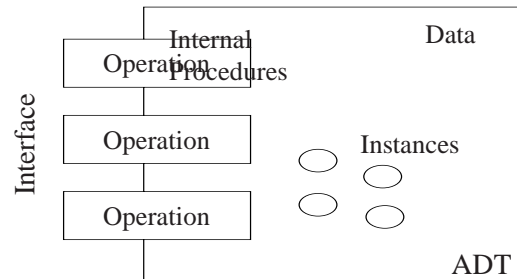 Internal
Procedures
Data
Operation
Operation
Operation
Interface
Instances
ADT